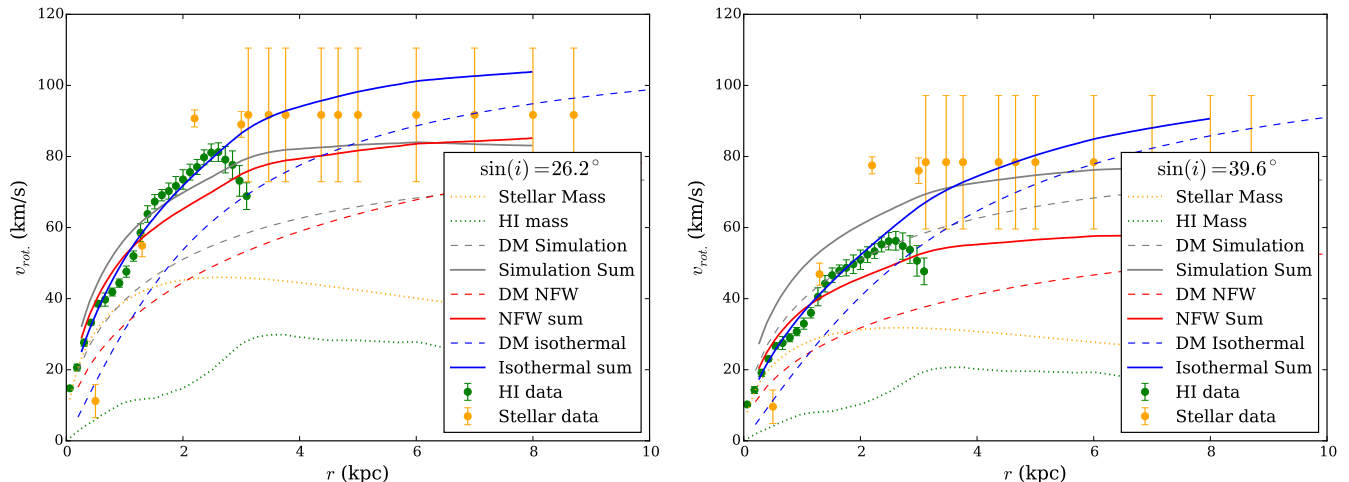 120
100
80
60
40
20
0
v_rot. (km/s)
0 2 4 6 8 10
r (kpc)
sin(i) = 26.2°
Stellar Mass
HI mass
DM Simulation
Simulation Sum
DM NFW
NFW sum
DM isothermal
Isothermal sum
HI data
Stellar data
120
100
80
60
40
20
0
v_rot. (km/s)
0 2 4 6 8 10
r (kpc)
sin(i) = 39.6°
Stellar Mass
HI Mass
DM Simulation
Simulation Sum
DM NFW
NFW Sum
DM Isothermal
Isothermal Sum
HI data
Stellar data